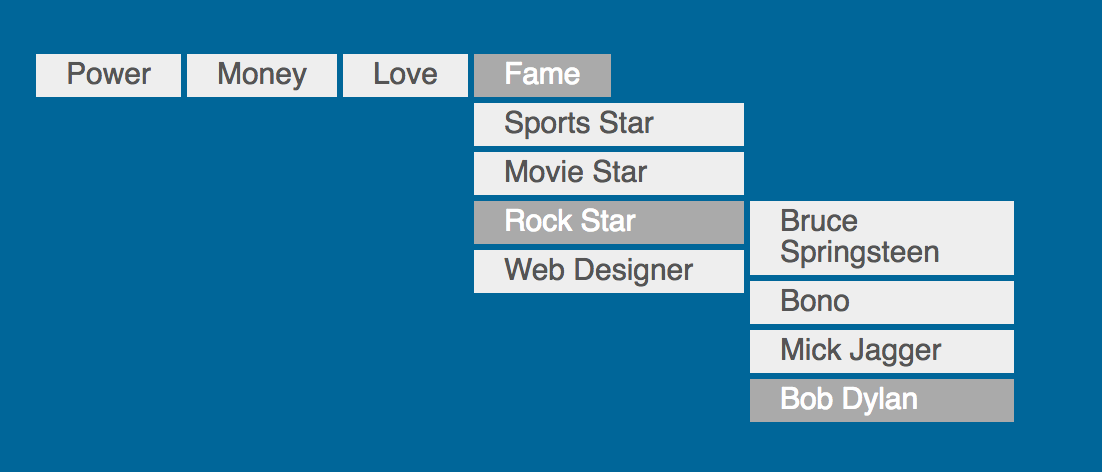 Power Money Love Fame
Sports Star
Movie Star
Rock Star
Web Designer
Bruce
Springsteen
Bono
Mick Jagger
Bob Dylan